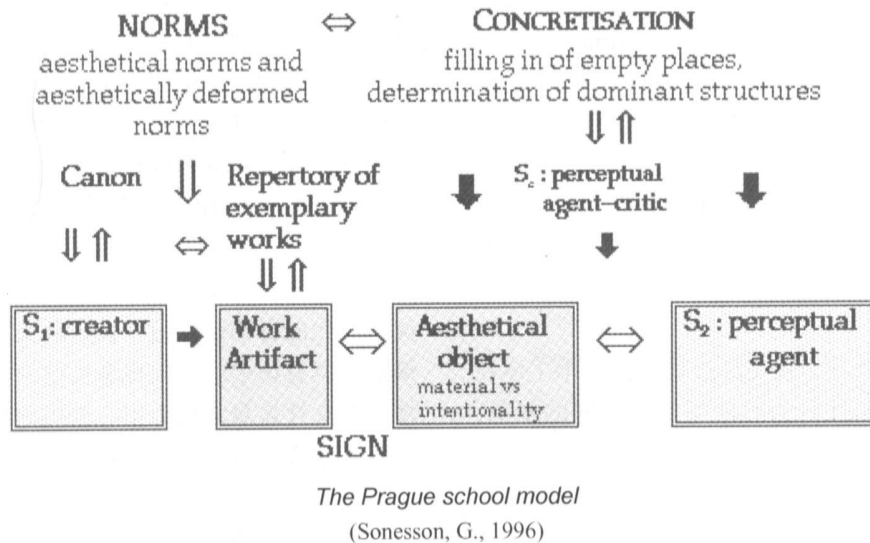 NORMS ⇔ CONCRETISATION
aesthetical norms and
aesthetically deformed
norms
filling in of empty places,
determination of dominant structures
Canon
Repertory of
exemplary
works
Sc : perceptual
agent–critic
S1: creator
Work
Artifact
Aesthetical
object
material vs
intentionality
S2 : perceptual
agent
SIGN
The Prague school model
(Sonesson, G., 1996)